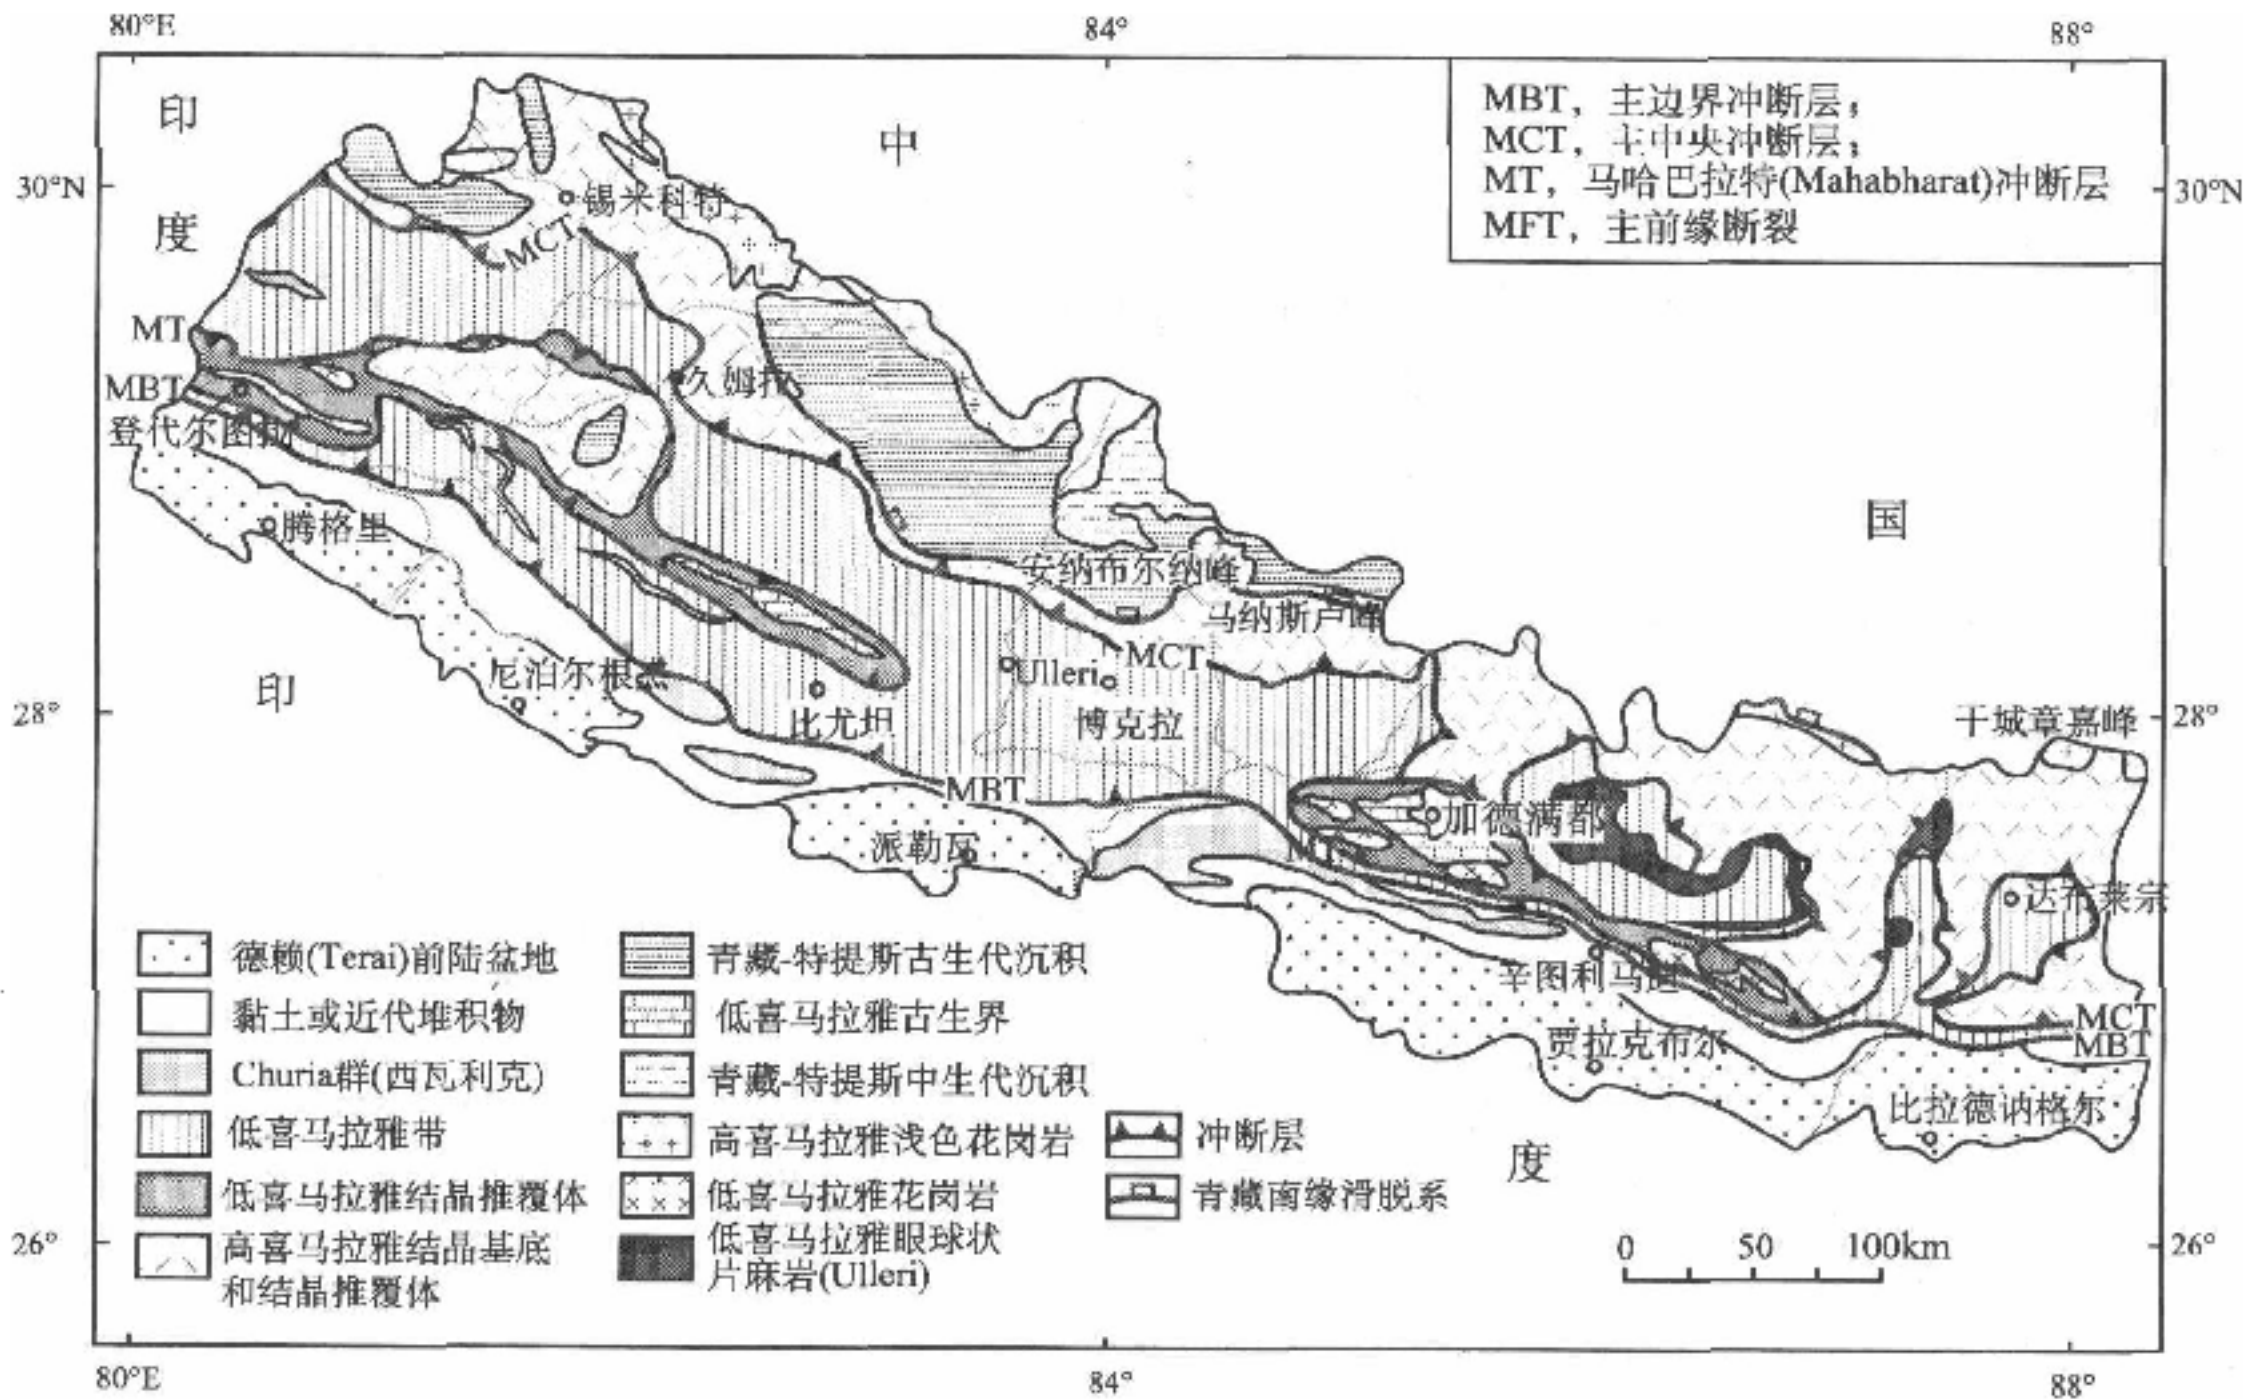 80°E
84°
88°
印
度
中
国
印
度
30°N
30°N
28°
28°
26°
26°
MBT，主边界冲断层；
MCT，主中央冲断层；
MT，马哈巴拉特(Mahabharat)冲断层
MFT，主前缘断裂
锡米科特
MCT
MT
MBT
登代尔图拉
久姆拉
腾格里
安纳布尔纳峰
马纳斯卢峰
尼泊尔根杰
Ulleri
MCT
比尤坦
博克拉
干城章嘉峰
MBT
派勒瓦
加德满都
达布莱宗
辛图利马迪
贾拉克布尔
MCT
MBT
比拉德讷格尔
德赖(Terai)前陆盆地
黏土或近代堆积物
Churia群(西瓦利克)
低喜马拉雅带
低喜马拉雅结晶推覆体
高喜马拉雅结晶基底
和结晶推覆体
青藏-特提斯古生代沉积
低喜马拉雅古生界
青藏-特提斯中生代沉积
高喜马拉雅浅色花岗岩
低喜马拉雅花岗岩
低喜马拉雅眼球状
片麻岩(Ulleri)
冲断层
青藏南缘滑脱系
0 50 100km
80°E
84°
88°